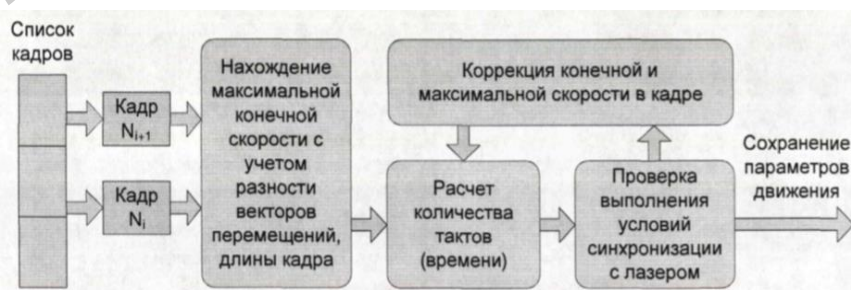 Список
кадров
Кадр
Ni+1
Кадр
Ni
Нахождение
максимальной
конечной
скорости с
учетом
разности
векторов
перемещений,
длины кадра
Коррекция конечной и
максимальной скорости в кадре
Расчет
количества
тактов
(времени)
Проверка
выполнения
условий
синхронизации
с лазером
Сохранение
параметров
движения